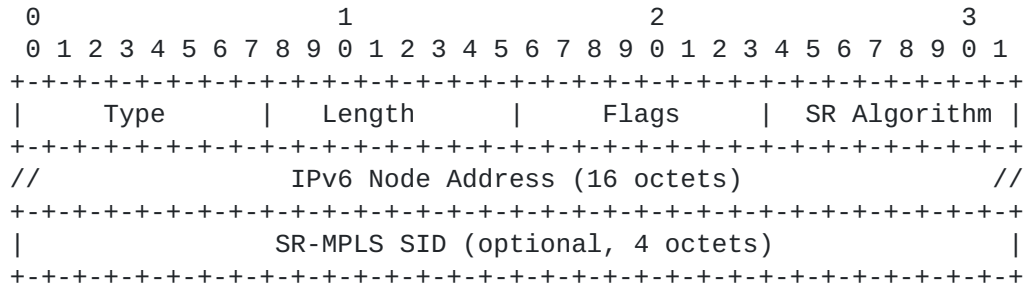 0                   1                   2                   3
 0 1 2 3 4 5 6 7 8 9 0 1 2 3 4 5 6 7 8 9 0 1 2 3 4 5 6 7 8 9 0 1
+-+-+-+-+-+-+-+-+-+-+-+-+-+-+-+-+-+-+-+-+-+-+-+-+-+-+-+-+-+-+-+-+
|     Type      |   Length      |     Flags     |  SR Algorithm |
+-+-+-+-+-+-+-+-+-+-+-+-+-+-+-+-+-+-+-+-+-+-+-+-+-+-+-+-+-+-+-+-+
//                IPv6 Node Address (16 octets)                //
+-+-+-+-+-+-+-+-+-+-+-+-+-+-+-+-+-+-+-+-+-+-+-+-+-+-+-+-+-+-+-+-+
|                SR-MPLS SID (optional, 4 octets)               |
+-+-+-+-+-+-+-+-+-+-+-+-+-+-+-+-+-+-+-+-+-+-+-+-+-+-+-+-+-+-+-+-+